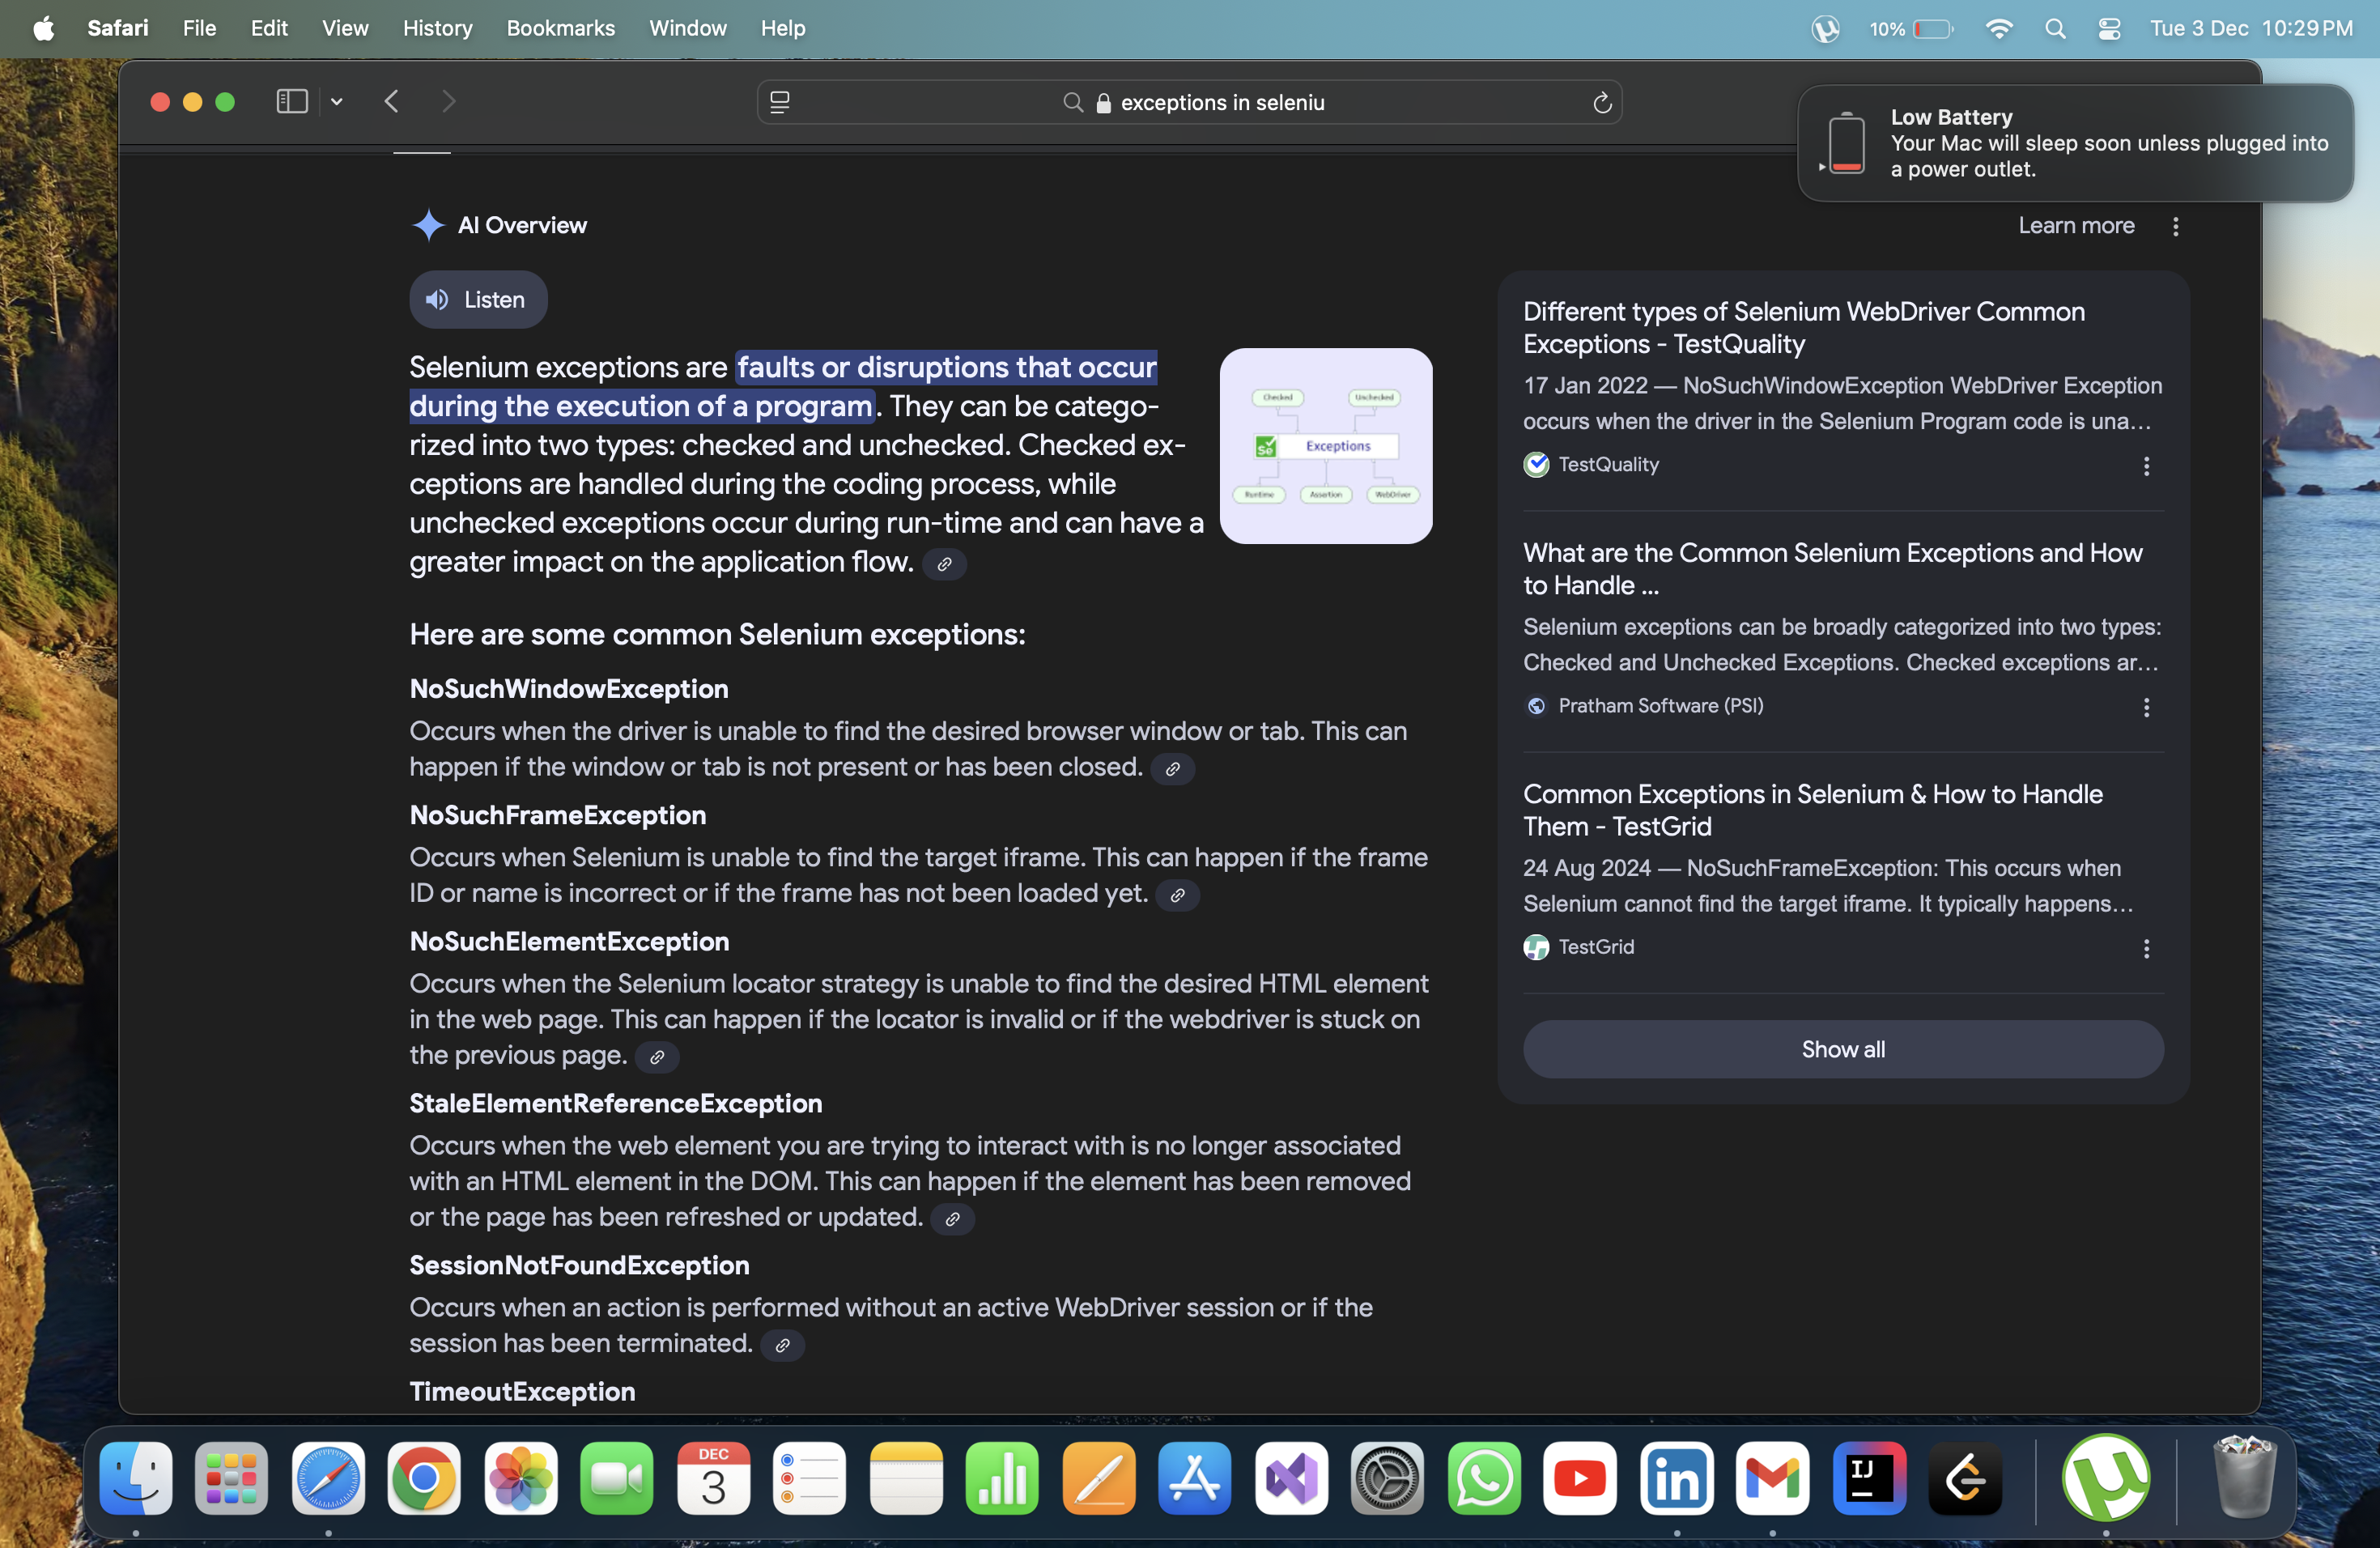 Safari File Edit View History Bookmarks Window Help
10% Tue 3 Dec 10:29 PM
exceptions in seleniu
Low Battery
Your Mac will sleep soon unless plugged into
a power outlet.
AI Overview
Learn more
Listen
Selenium exceptions are faults or disruptions that occur
during the execution of a program. They can be catego-
rized into two types: checked and unchecked. Checked ex-
ceptions are handled during the coding process, while
unchecked exceptions occur during run-time and can have a
greater impact on the application flow.
Checked Unchecked
Se Exceptions
Runtime Assertion WebDriver
Here are some common Selenium exceptions:
NoSuchWindowException
Occurs when the driver is unable to find the desired browser window or tab. This can
happen if the window or tab is not present or has been closed.
NoSuchFrameException
Occurs when Selenium is unable to find the target iframe. This can happen if the frame
ID or name is incorrect or if the frame has not been loaded yet.
NoSuchElementException
Occurs when the Selenium locator strategy is unable to find the desired HTML element
in the web page. This can happen if the locator is invalid or if the webdriver is stuck on
the previous page.
StaleElementReferenceException
Occurs when the web element you are trying to interact with is no longer associated
with an HTML element in the DOM. This can happen if the element has been removed
or the page has been refreshed or updated.
SessionNotFoundException
Occurs when an action is performed without an active WebDriver session or if the
session has been terminated.
TimeoutException
Different types of Selenium WebDriver Common
Exceptions - TestQuality
17 Jan 2022 — NoSuchWindowException WebDriver Exception
occurs when the driver in the Selenium Program code is una...
TestQuality
What are the Common Selenium Exceptions and How
to Handle ...
Selenium exceptions can be broadly categorized into two types:
Checked and Unchecked Exceptions. Checked exceptions ar...
Pratham Software (PSI)
Common Exceptions in Selenium & How to Handle
Them - TestGrid
24 Aug 2024 — NoSuchFrameException: This occurs when
Selenium cannot find the target iframe. It typically happens...
TestGrid
Show all
DEC
3
in
IJ